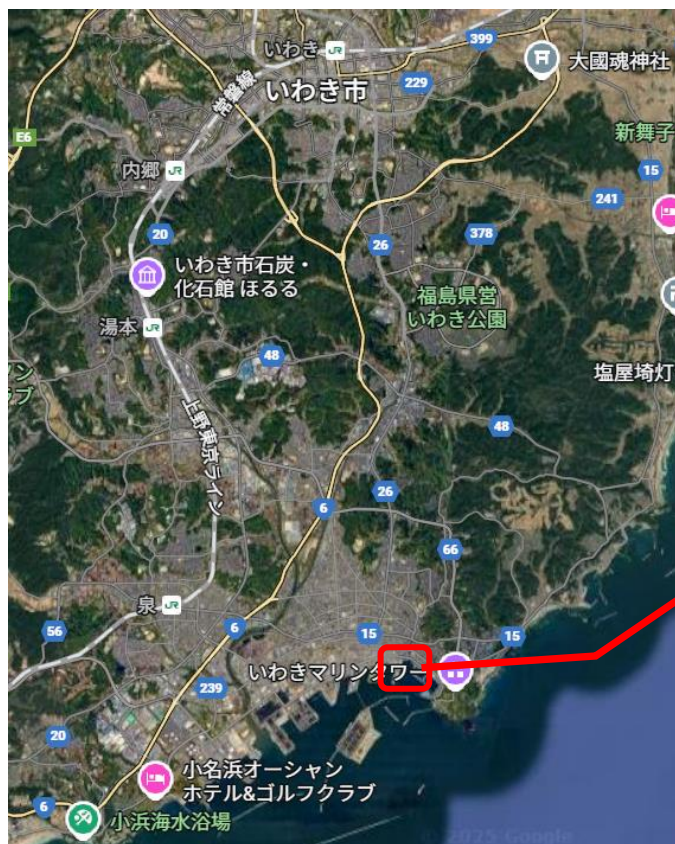 いわき
399
大國魂神社
常磐線
いわき市
229
E6
新舞子
内郷
15
241
20
26
378
いわき市石炭・
化石館 ほるる
福島県営
いわき公園
湯本
48
塩屋埼灯
ン
ブ
上野東京ライン
48
26
6
66
泉
56
6
15
15
いわきマリンタワー
239
20
小名浜オーシャン
ホテル&ゴルフクラブ
6
小浜海水浴場
© 2025 Google